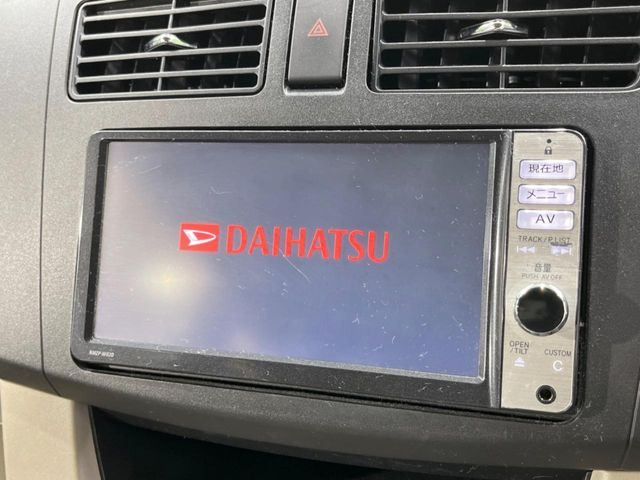 現在地
メニュー
AV
TRACK/P.LIST
DAIHATSU
音量
PUSH AV OFF
OPEN
/TILT
CUSTOM
C